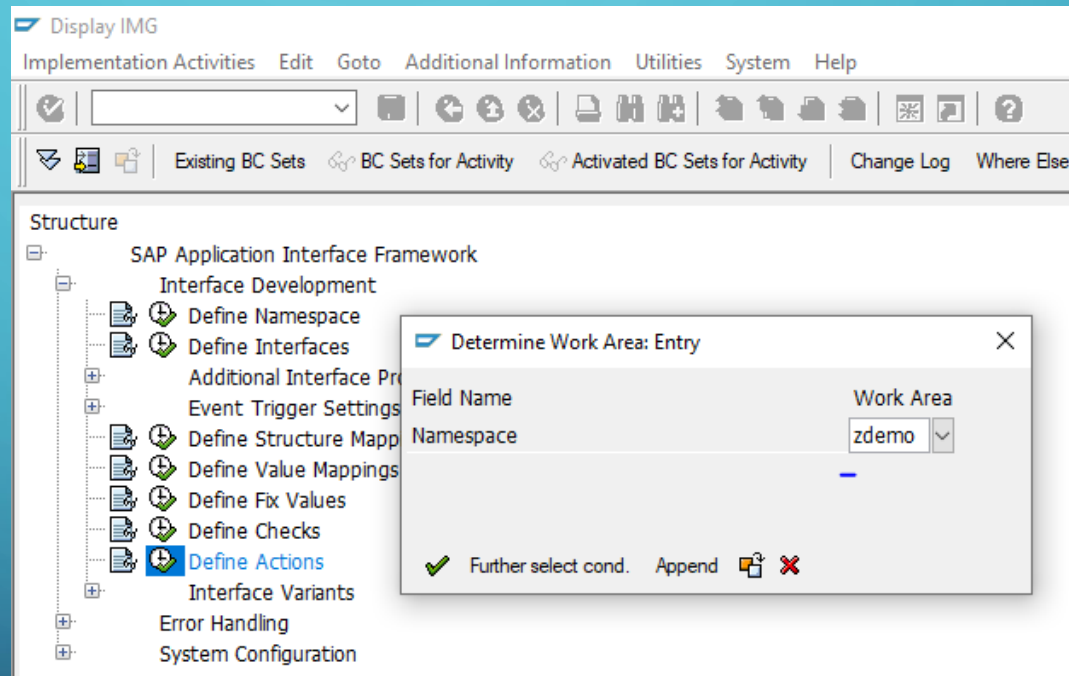 Display IMG
Implementation Activities Edit Goto Additional Information Utilities System Help
Existing BC Sets BC Sets for Activity Activated BC Sets for Activity Change Log Where Else
Structure
SAP Application Interface Framework
Interface Development
Define Namespace
Define Interfaces
Additional Interface Pr
Event Trigger Settings
Define Structure Mapp
Define Value Mappings
Define Fix Values
Define Checks
Define Actions
Interface Variants
Error Handling
System Configuration
Determine Work Area: Entry
Field Name Work Area
Namespace zdemo
Further select cond. Append